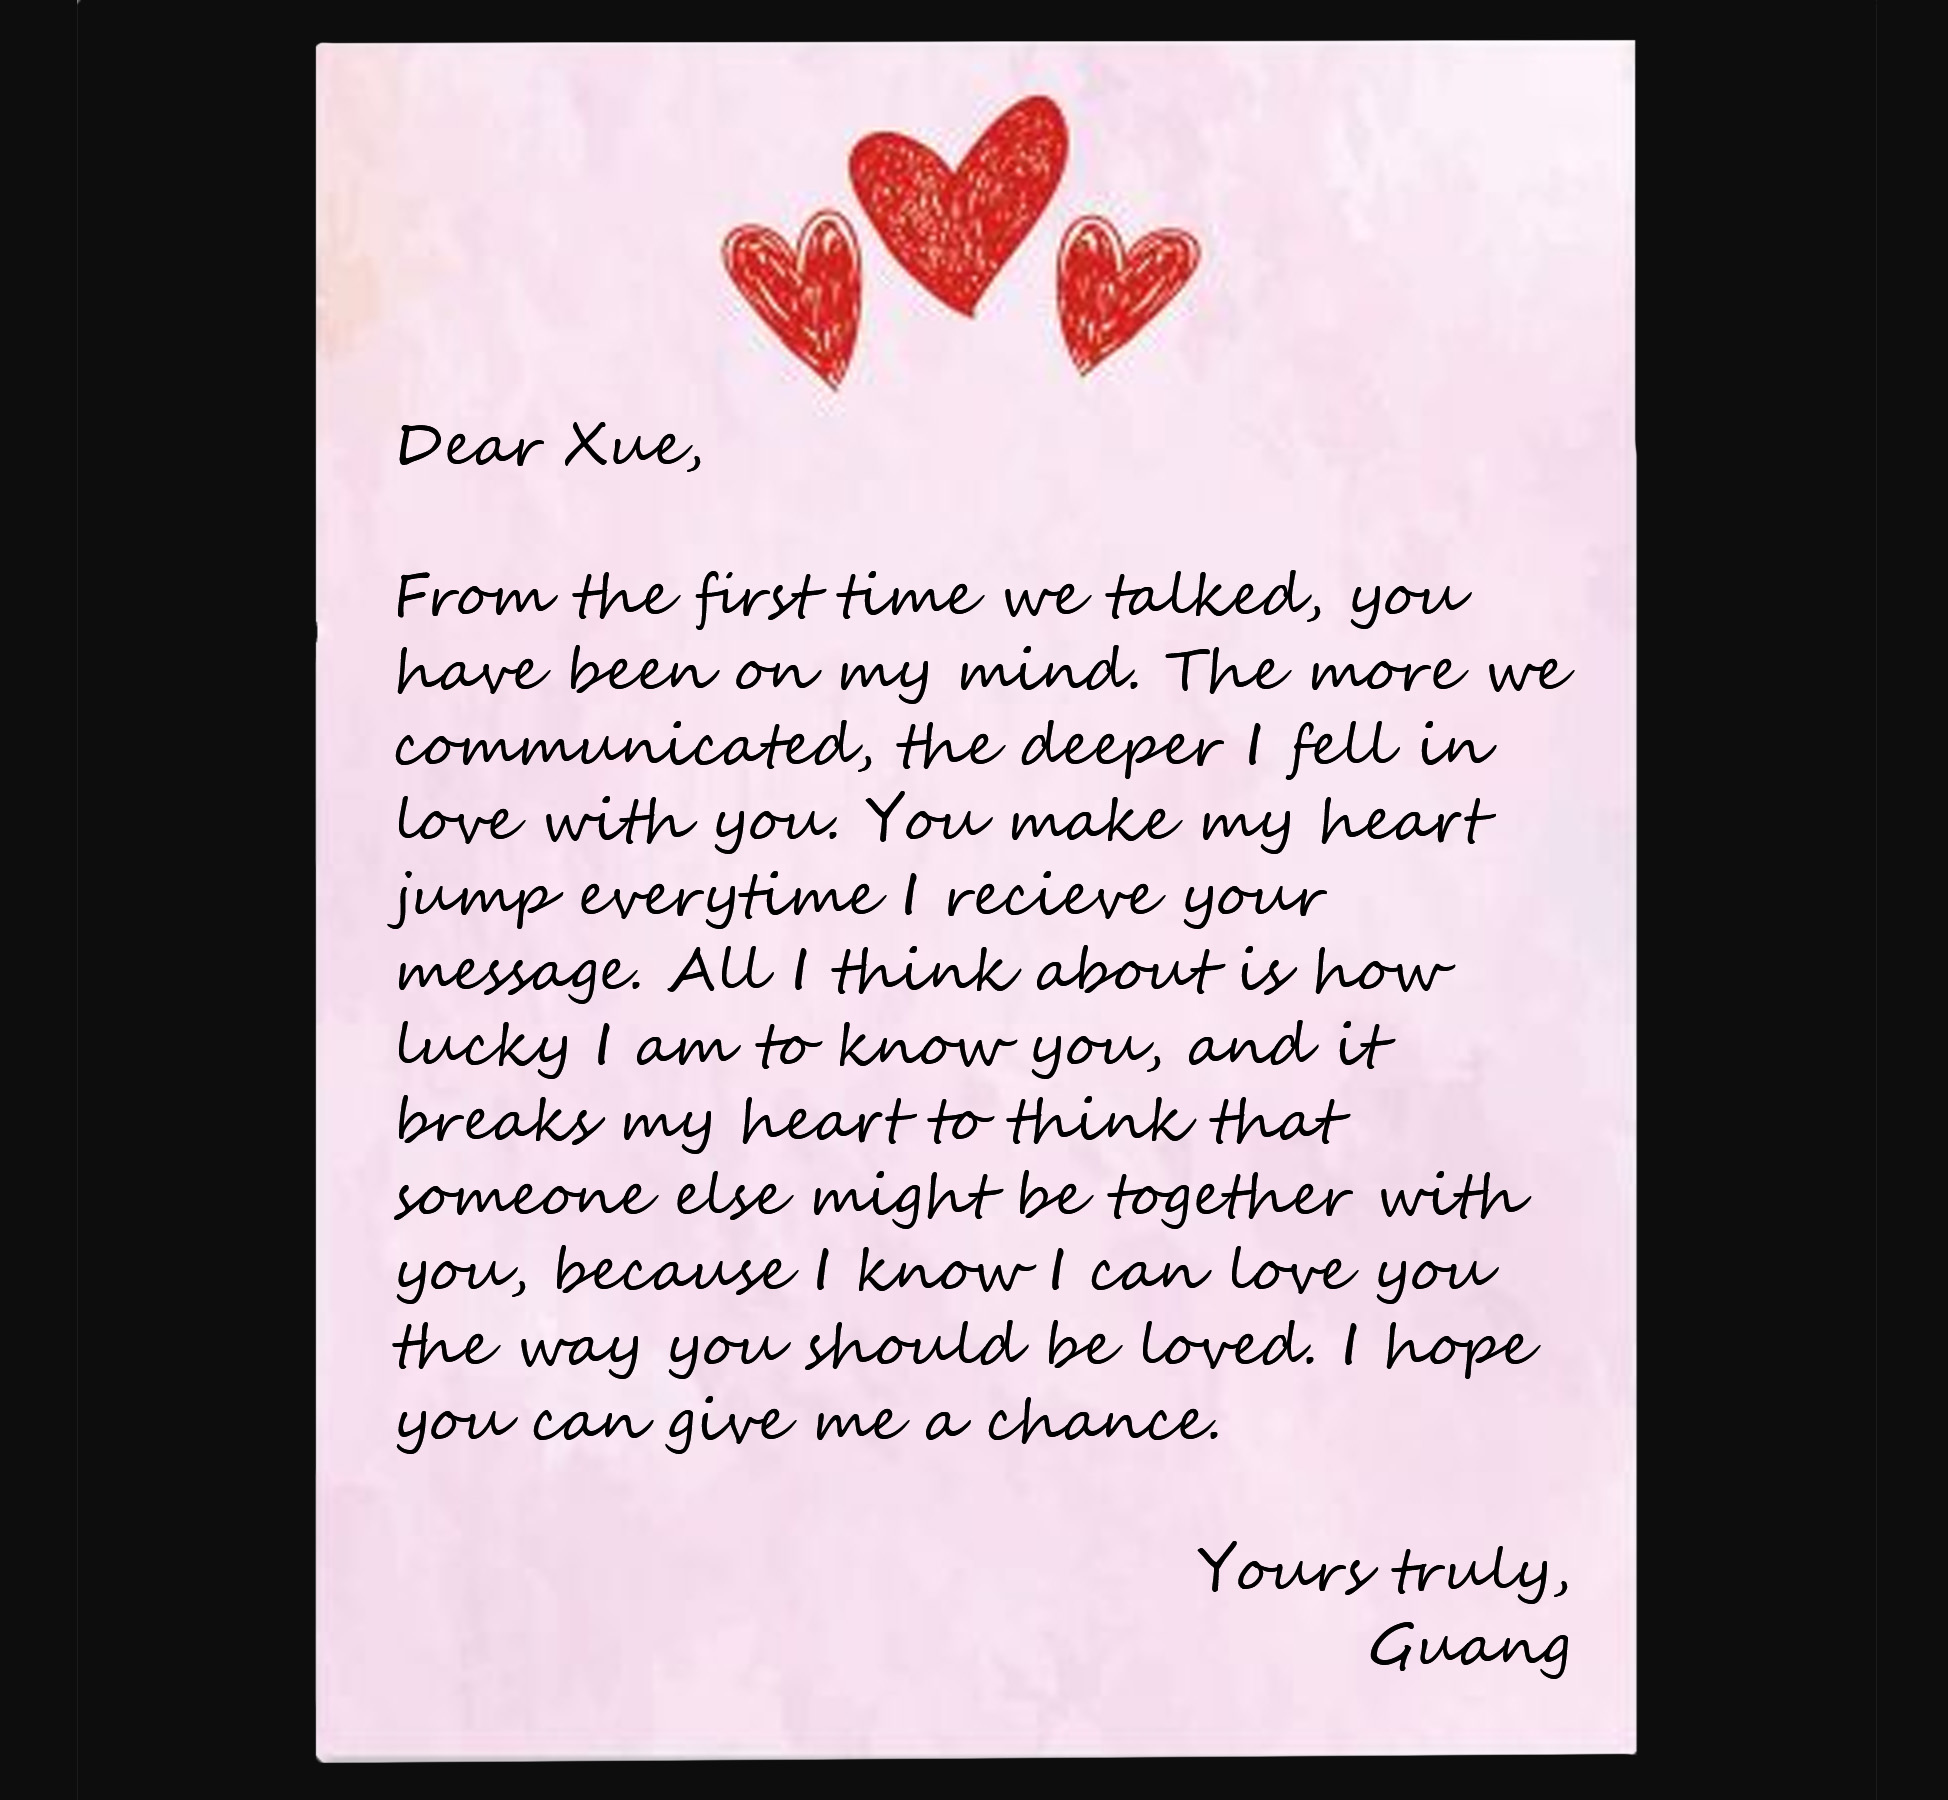 Dear Xue,
From the first time we talked, you
have been on my mind. The more we
communicated, the deeper I fell in
love with you. You make my heart
jump everytime I recieve your
message. All I think about is how
lucky I am to know you, and it
breaks my heart to think that
someone else might be together with
you, because I know I can love you
the way you should be loved. I hope
you can give me a chance.
Yours truly,
Guang